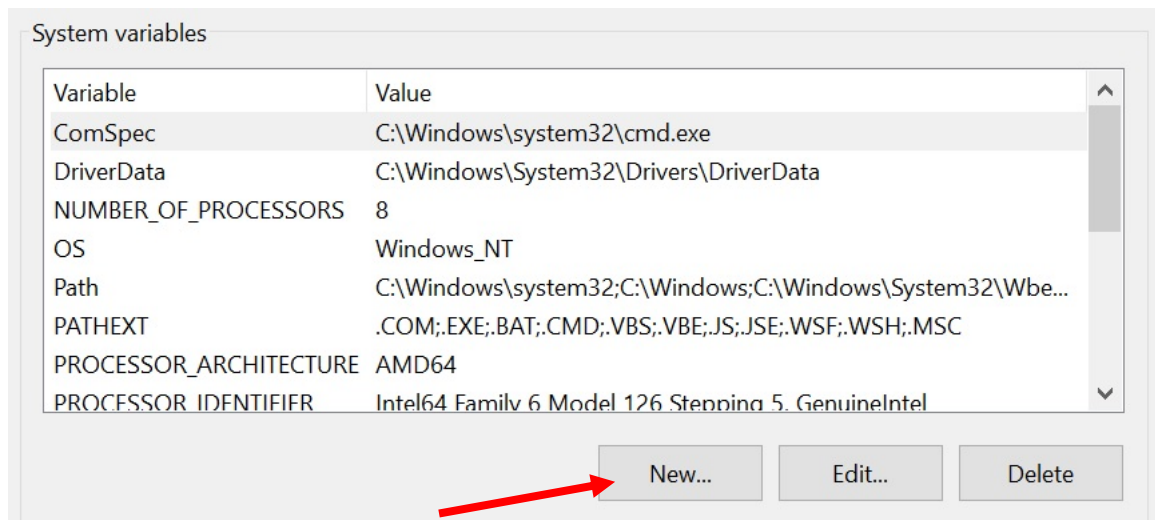 System variables
Variable Value
ComSpec C:\Windows\system32\cmd.exe
DriverData C:\Windows\System32\Drivers\DriverData
NUMBER_OF_PROCESSORS 8
OS Windows_NT
Path C:\Windows\system32;C:\Windows;C:\Windows\System32\Wbe...
PATHEXT .COM;.EXE;.BAT;.CMD;.VBS;.VBE;.JS;.JSE;.WSF;.WSH;.MSC
PROCESSOR_ARCHITECTURE AMD64
PROCESSOR_IDENTIFIER Intel64 Family 6 Model 126 Stepping 5, GenuineIntel
New... Edit... Delete